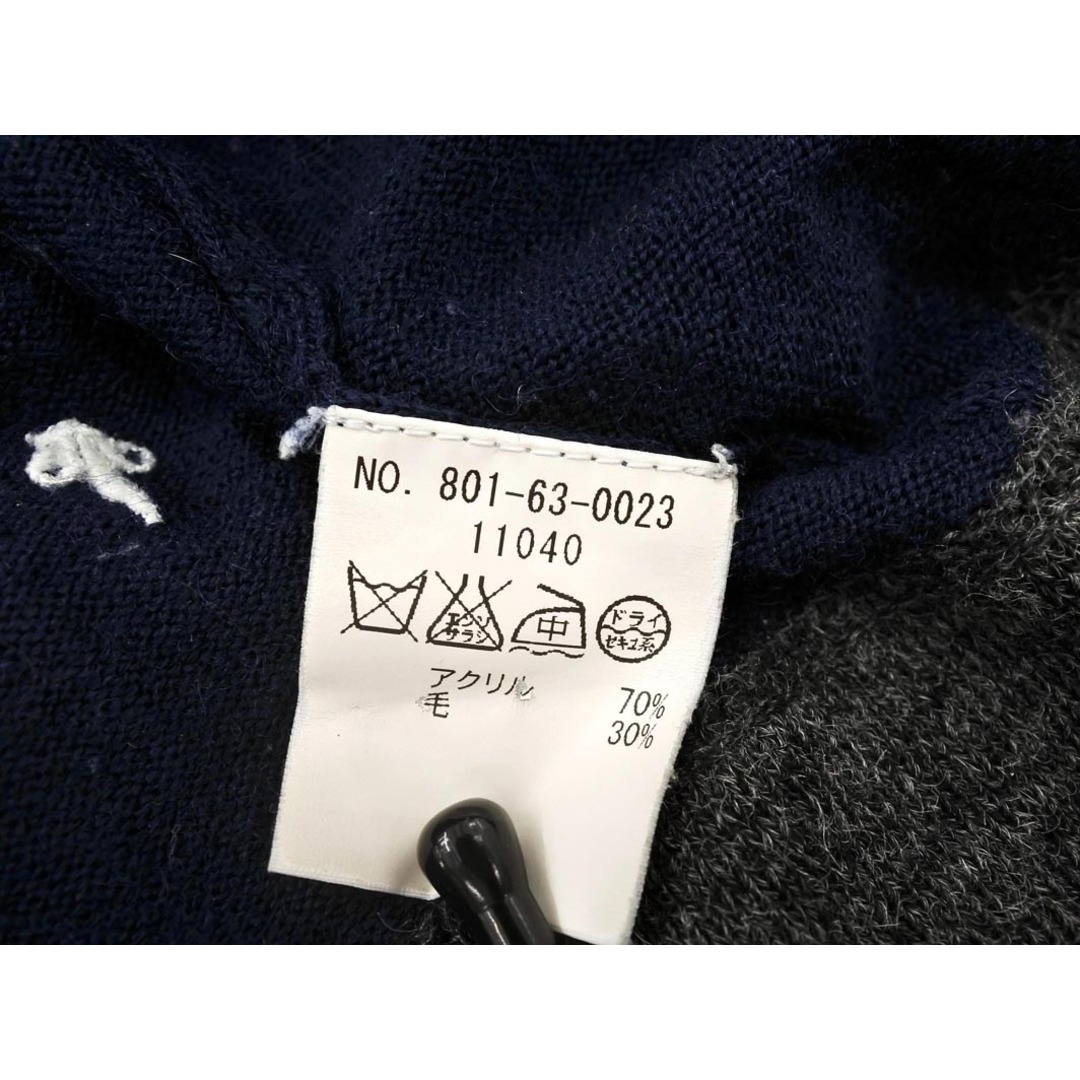 NO. 801-63-0023
11040
エンソ
サラシ
中
ドライ
セキユ系
アクリル 70%
毛 30%